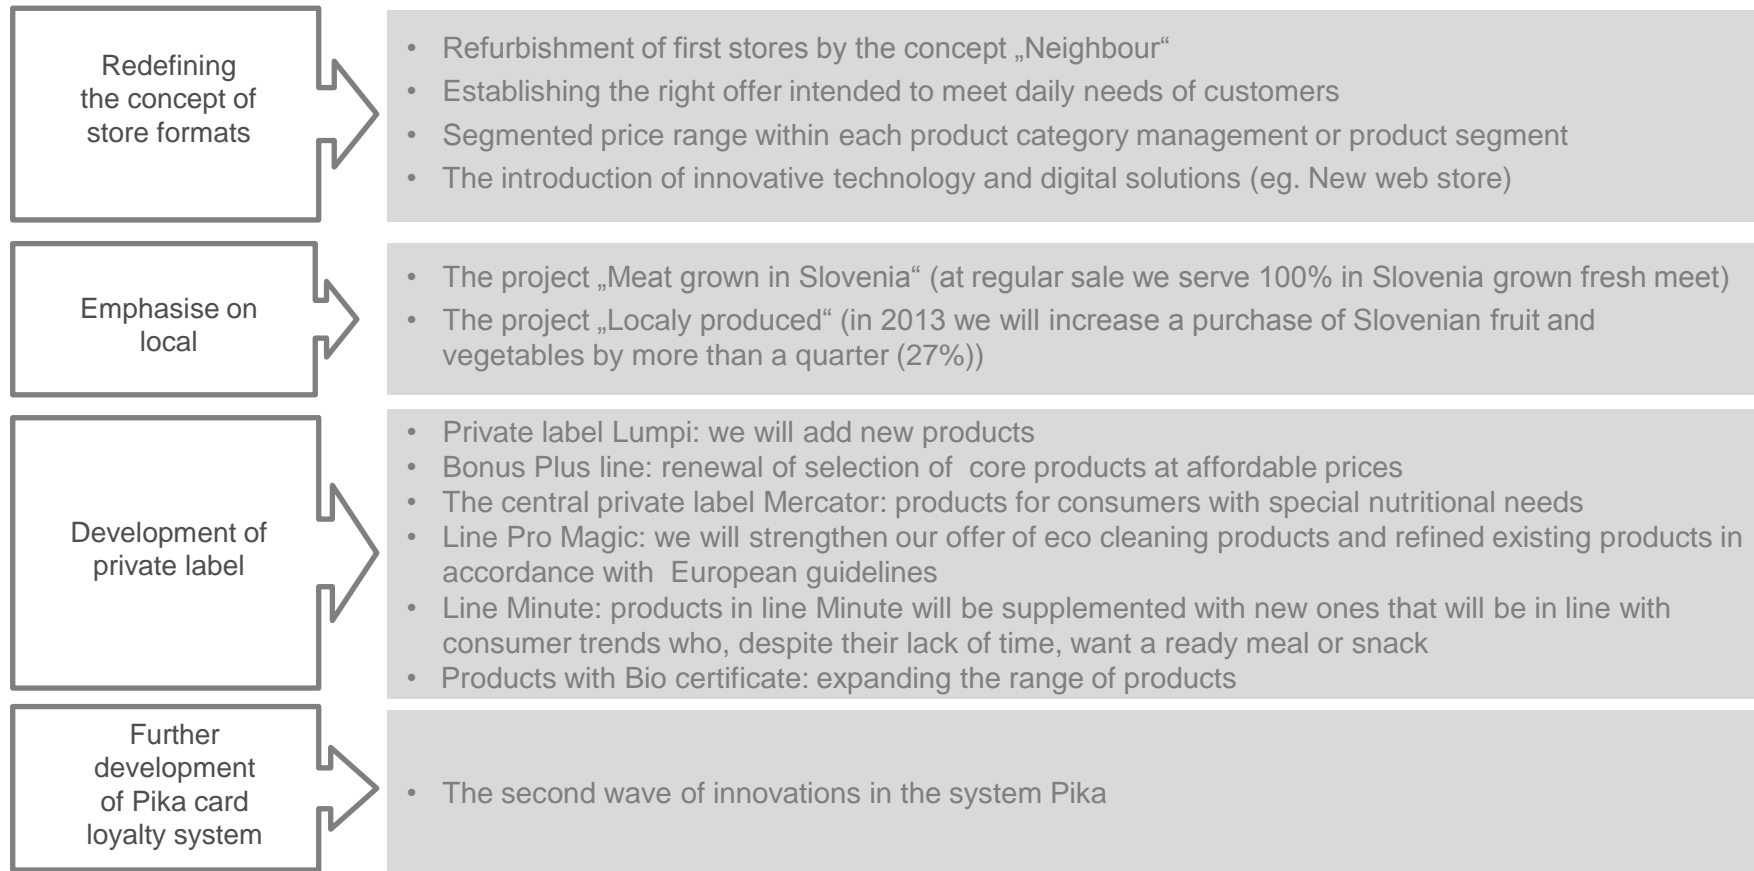 Redefining
the concept of
store formats
• Refurbishment of first stores by the concept „Neighbour“
• Establishing the right offer intended to meet daily needs of customers
• Segmented price range within each product category management or product segment
• The introduction of innovative technology and digital solutions (eg. New web store)
Emphasise on
local
• The project „Meat grown in Slovenia“ (at regular sale we serve 100% in Slovenia grown fresh meet)
• The project „Localy produced“ (in 2013 we will increase a purchase of Slovenian fruit and
vegetables by more than a quarter (27%))
Development of
private label
• Private label Lumpi: we will add new products
• Bonus Plus line: renewal of selection of core products at affordable prices
• The central private label Mercator: products for consumers with special nutritional needs
• Line Pro Magic: we will strengthen our offer of eco cleaning products and refined existing products in
accordance with European guidelines
• Line Minute: products in line Minute will be supplemented with new ones that will be in line with
consumer trends who, despite their lack of time, want a ready meal or snack
• Products with Bio certificate: expanding the range of products
Further
development
of Pika card
loyalty system
• The second wave of innovations in the system Pika